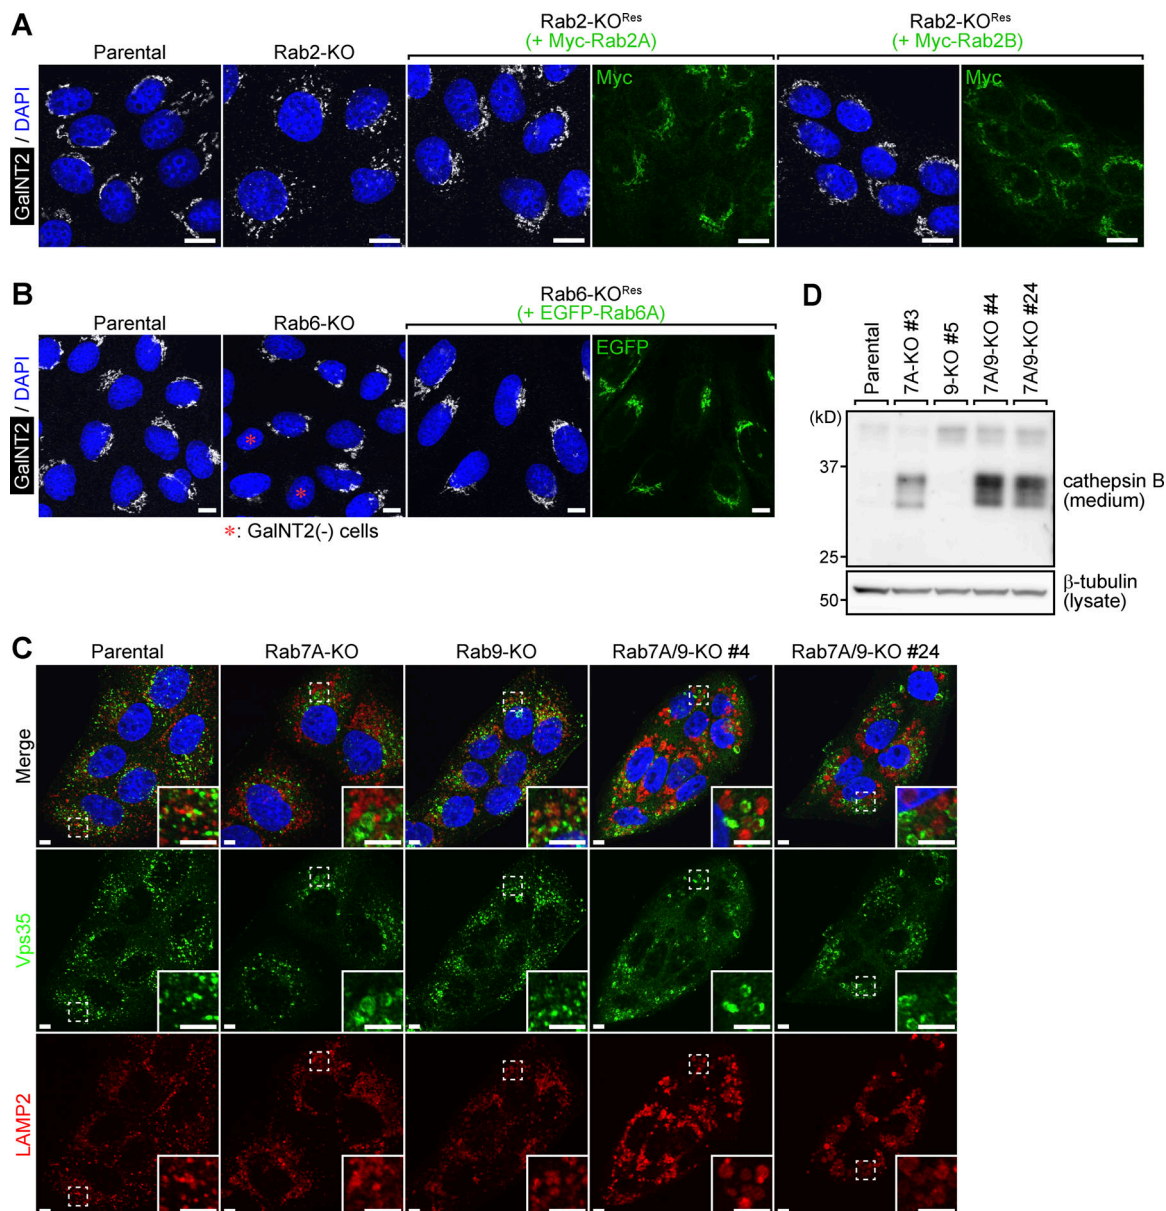 A
Parental
Rab2-KO
Rab2-KORes
(+ Myc-Rab2A)
Rab2-KORes
(+ Myc-Rab2B)
GalNT2 / DAPI
Myc
Myc
B
Parental
Rab6-KO
Rab6-KORes
(+ EGFP-Rab6A)
GalNT2 / DAPI
EGFP
*
*
*: GalNT2(-) cells
D
Parental
7A-KO #3
9-KO #5
7A/9-KO #4
7A/9-KO #24
(kD)
37
25
cathepsin B
(medium)
50
β-tubulin
(lysate)
C
Parental
Rab7A-KO
Rab9-KO
Rab7A/9-KO #4
Rab7A/9-KO #24
Merge
Vps35
LAMP2